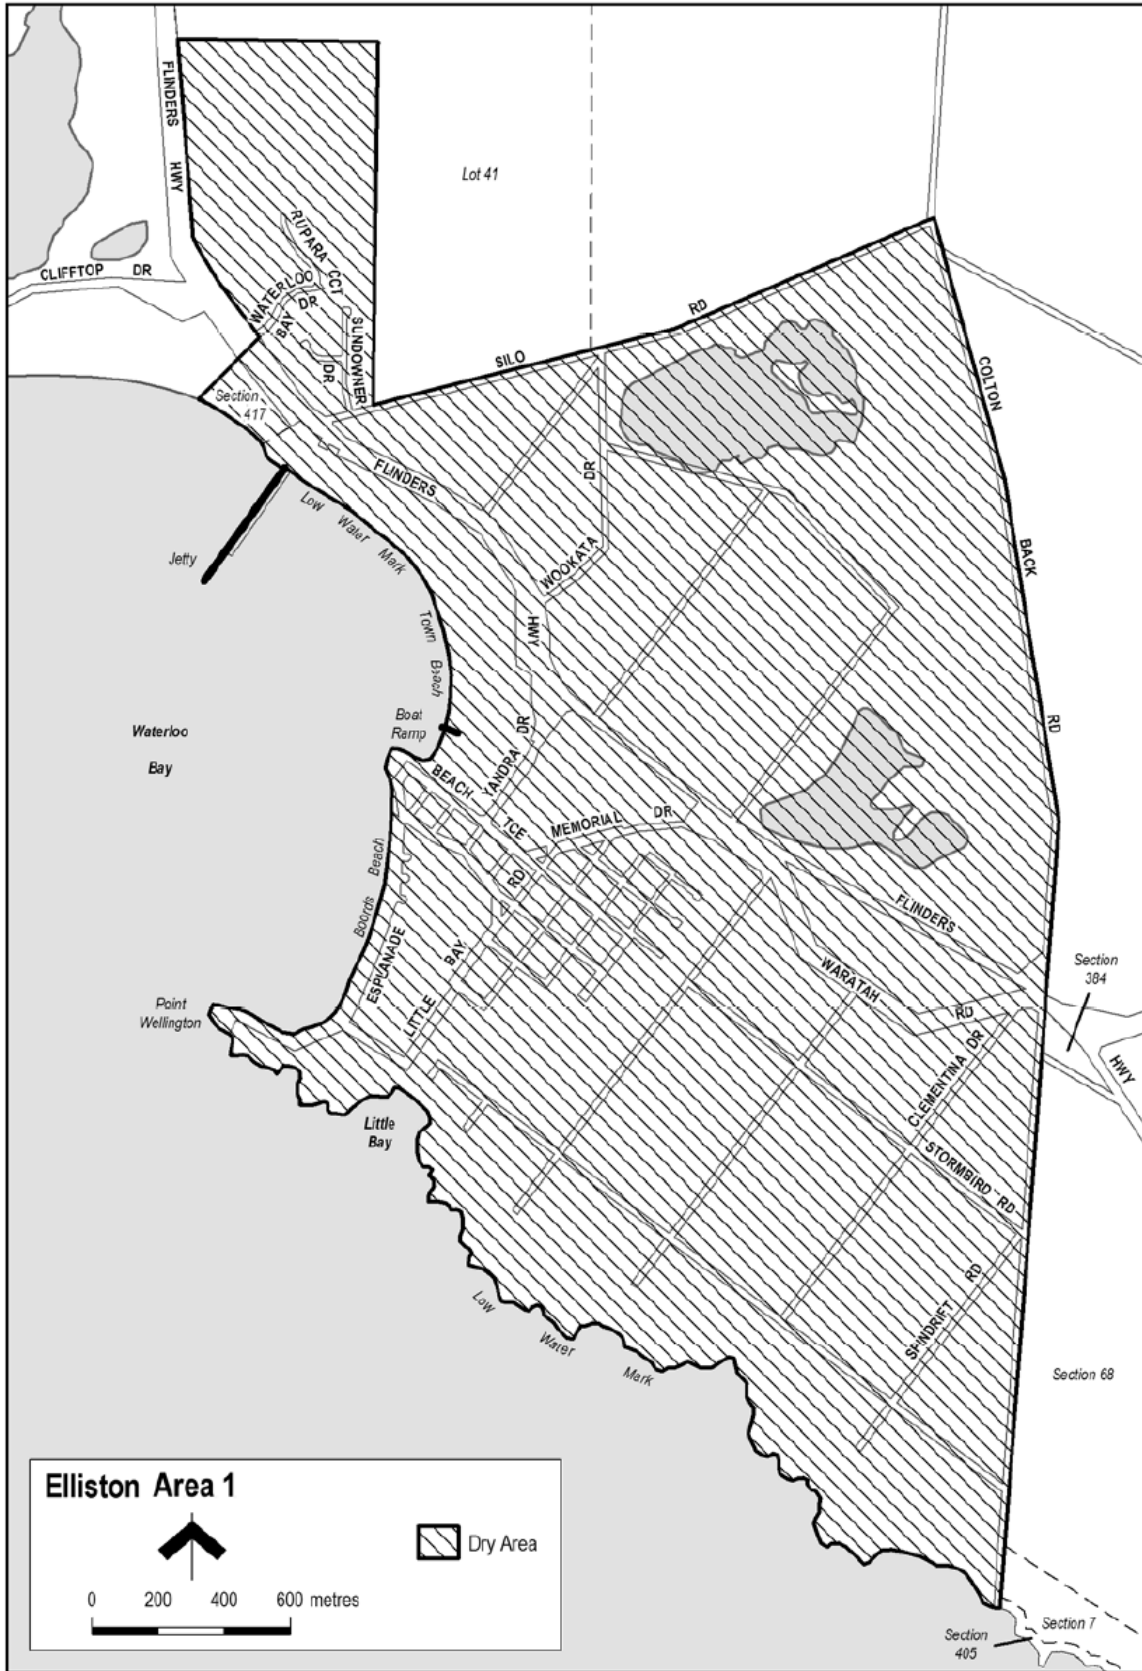 FLINDERS
HWY
Lot 41
RUPARA CCT
CLIFFTOP DR
WATERLOO
BAY DR
SUNDOWNER
DR
SILO RD
COLTON
BACK
RD
Section
417
FLINDERS
HWY
Low Water Mark
Jetty
WOOKATA
DR
Town Beach
Boat
Ramp
Waterloo
Bay
YANDRA DR
BEACH TCE
MEMORIAL DR
Boords Beach
ESPLANADE
LITTLE BAY RD
FLINDERS
HWY
WARATAH RD
Section
384
Point
Wellington
CLEMENTINA DR
Little
Bay
STORMBIRD RD
SPINDRIFT RD
Low Water Mark
Section 68
Elliston Area 1
Dry Area
0 200 400 600 metres
Section 7
Section
405